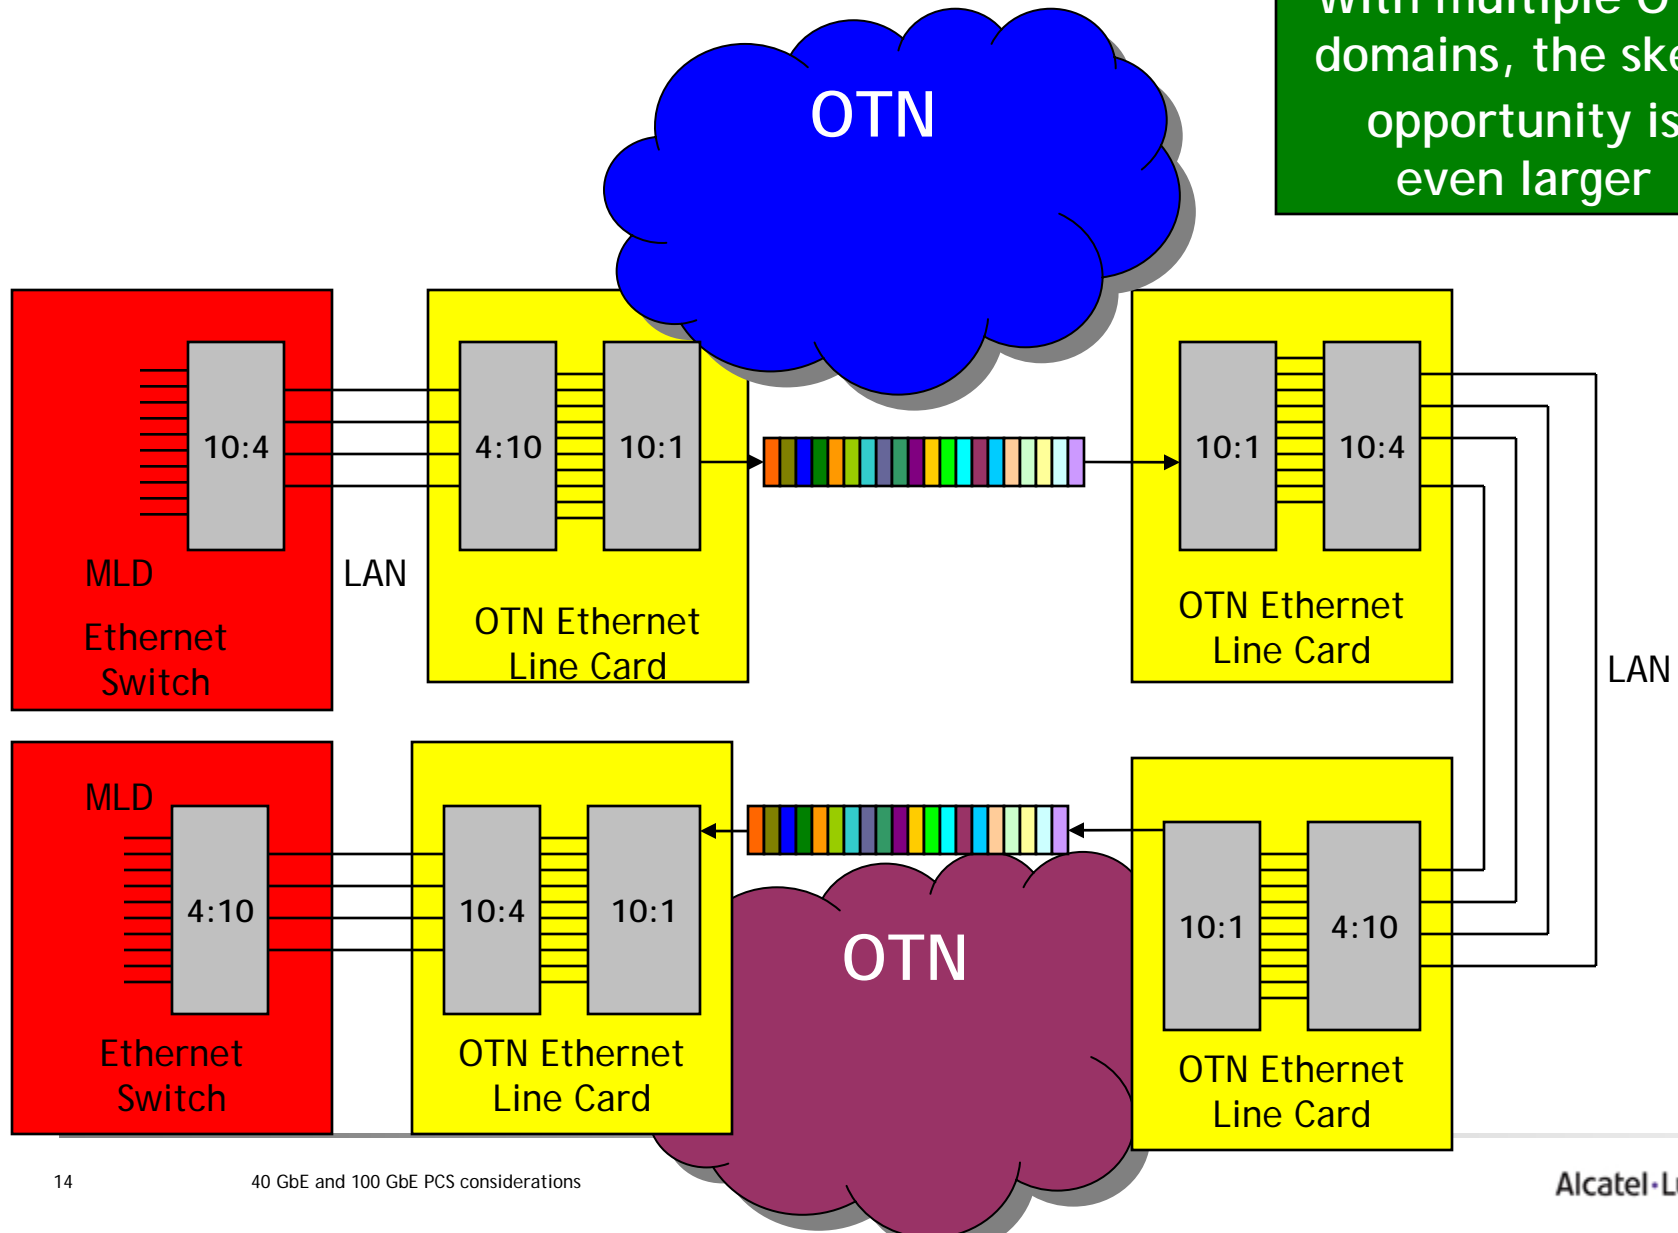 With multiple
domains, the
opportunity is
even larger
OTN
10:4
4:10
10:1
10:1
10:4
MLD
LAN
Ethernet
Switch
OTN Ethernet
Line Card
OTN Ethernet
Line Card
LAN
MLD
4:10
10:4
10:1
OTN
10:1
4:10
Ethernet
Switch
OTN Ethernet
Line Card
OTN Ethernet
Line Card
14
40 GbE and 100 GbE PCS considerations
Alcatel·L